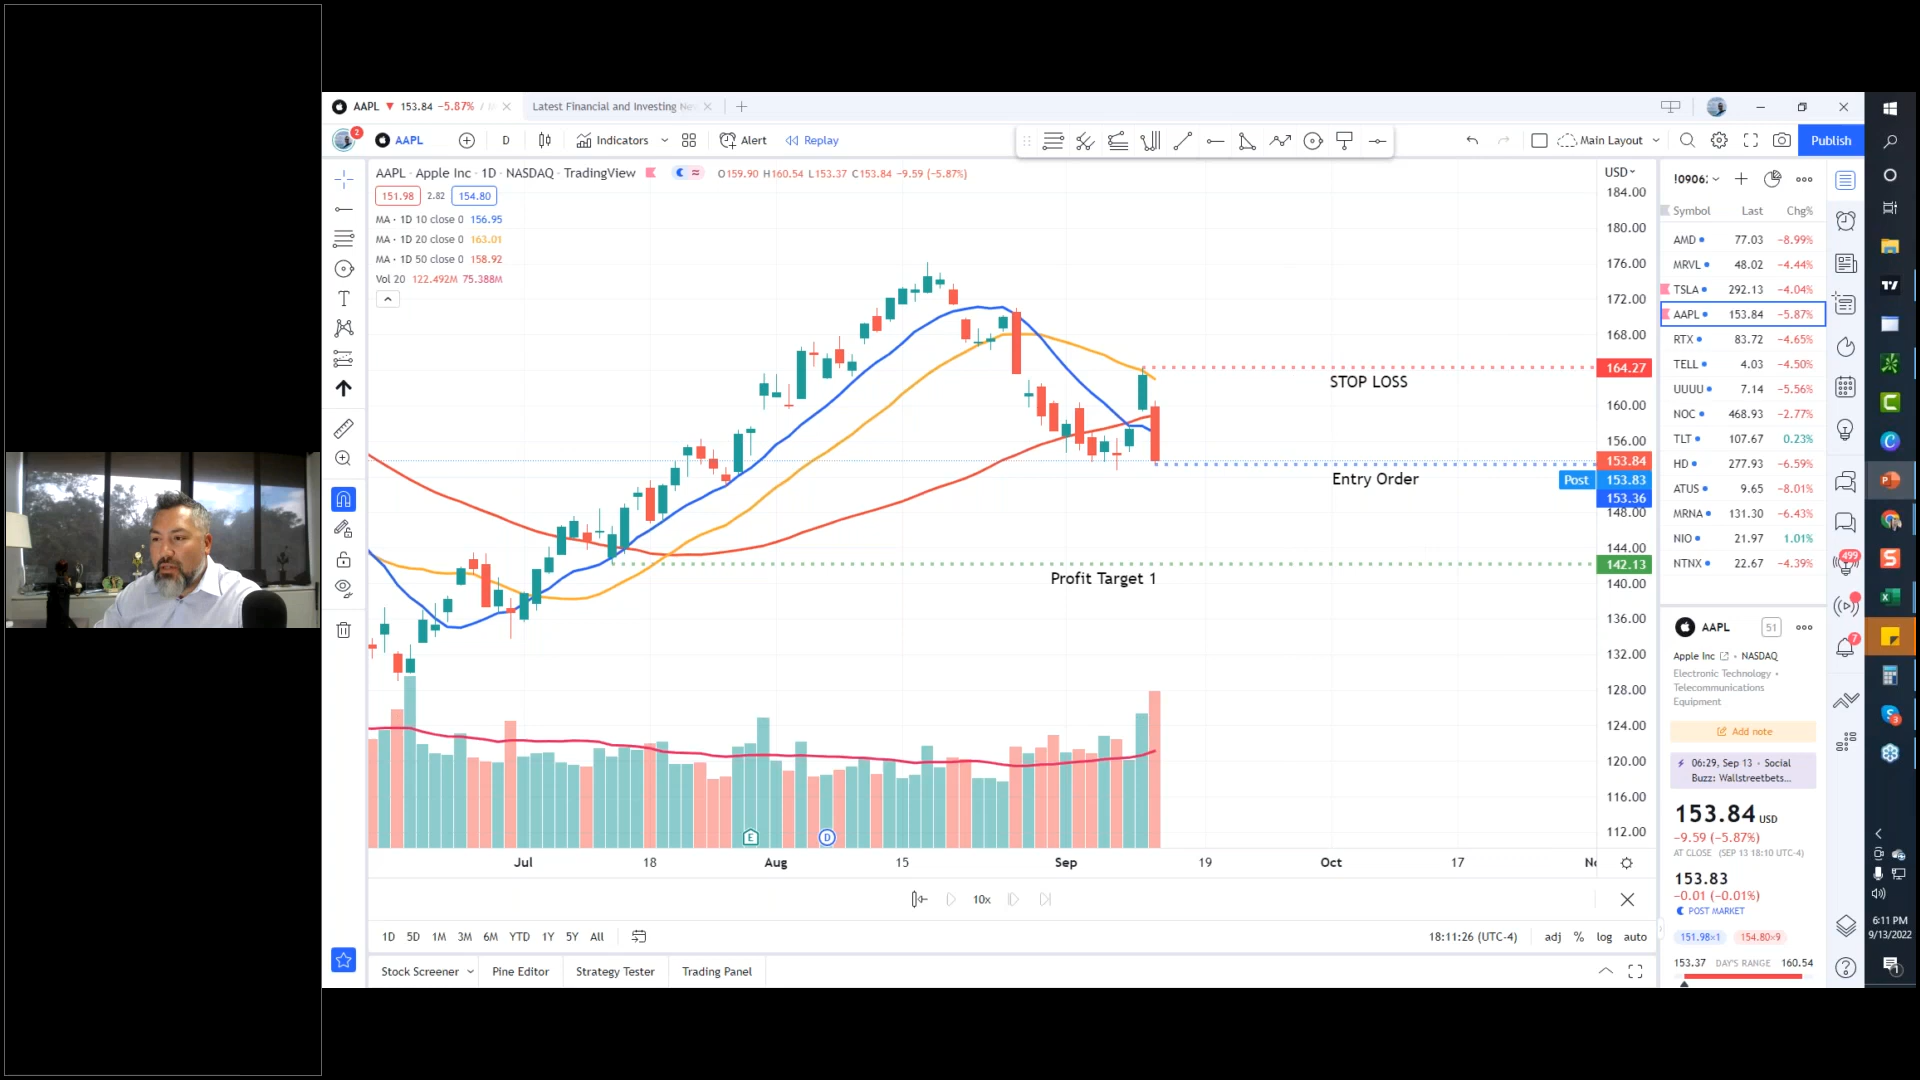 AAPL ▼ 153.84 −5.87%
Latest Financial and Investing Ne
2
AAPL
D
Indicators
Alert
Replay
Main Layout
Publish
AAPL · Apple Inc · 1D · NASDAQ · TradingView
O159.90 H160.54 L153.37 C153.84 −9.59 (−5.87%)
151.98 2.82 154.80
MA · 1D 10 close 0 156.95
MA · 1D 20 close 0 163.01
MA · 1D 50 close 0 158.92
Vol 20 122.492M 75.388M
USD
184.00
180.00
176.00
172.00
168.00
164.27
160.00
156.00
153.84
Post 153.83
153.36
148.00
144.00
142.13
140.00
136.00
132.00
128.00
124.00
120.00
116.00
112.00
STOP LOSS
Entry Order
Profit Target 1
E
D
Jul 18 Aug 15 Sep 19 Oct 17
10x
1D 5D 1M 3M 6M YTD 1Y 5Y All
18:11:26 (UTC-4) adj % log auto
Stock Screener Pine Editor Strategy Tester Trading Panel
Symbol Last Chg%
AMD 77.03 −8.99%
MRVL 48.02 −4.44%
TSLA 292.13 −4.04%
AAPL 153.84 −5.87%
RTX 83.72 −4.65%
TELL 4.03 −4.50%
UUUU 7.14 −5.56%
NOC 468.93 −2.77%
TLT 107.67 0.23%
HD 277.93 −6.59%
ATUS 9.65 −8.01%
MRNA 131.30 −6.43%
NIO 21.97 1.01%
NTNX 22.67 −4.39%
AAPL 51
Apple Inc · NASDAQ
Electronic Technology ·
Telecommunications
Equipment
Add note
06:29, Sep 13 · Social
Buzz: Wallstreetbets...
153.84 USD
−9.59 (−5.87%)
AT CLOSE (SEP 13 18:10 UTC-4)
153.83
−0.01 (−0.01%)
POST MARKET
151.98×1 154.80×9
153.37 DAY'S RANGE 160.54
499
7
6:11 PM
9/13/2022